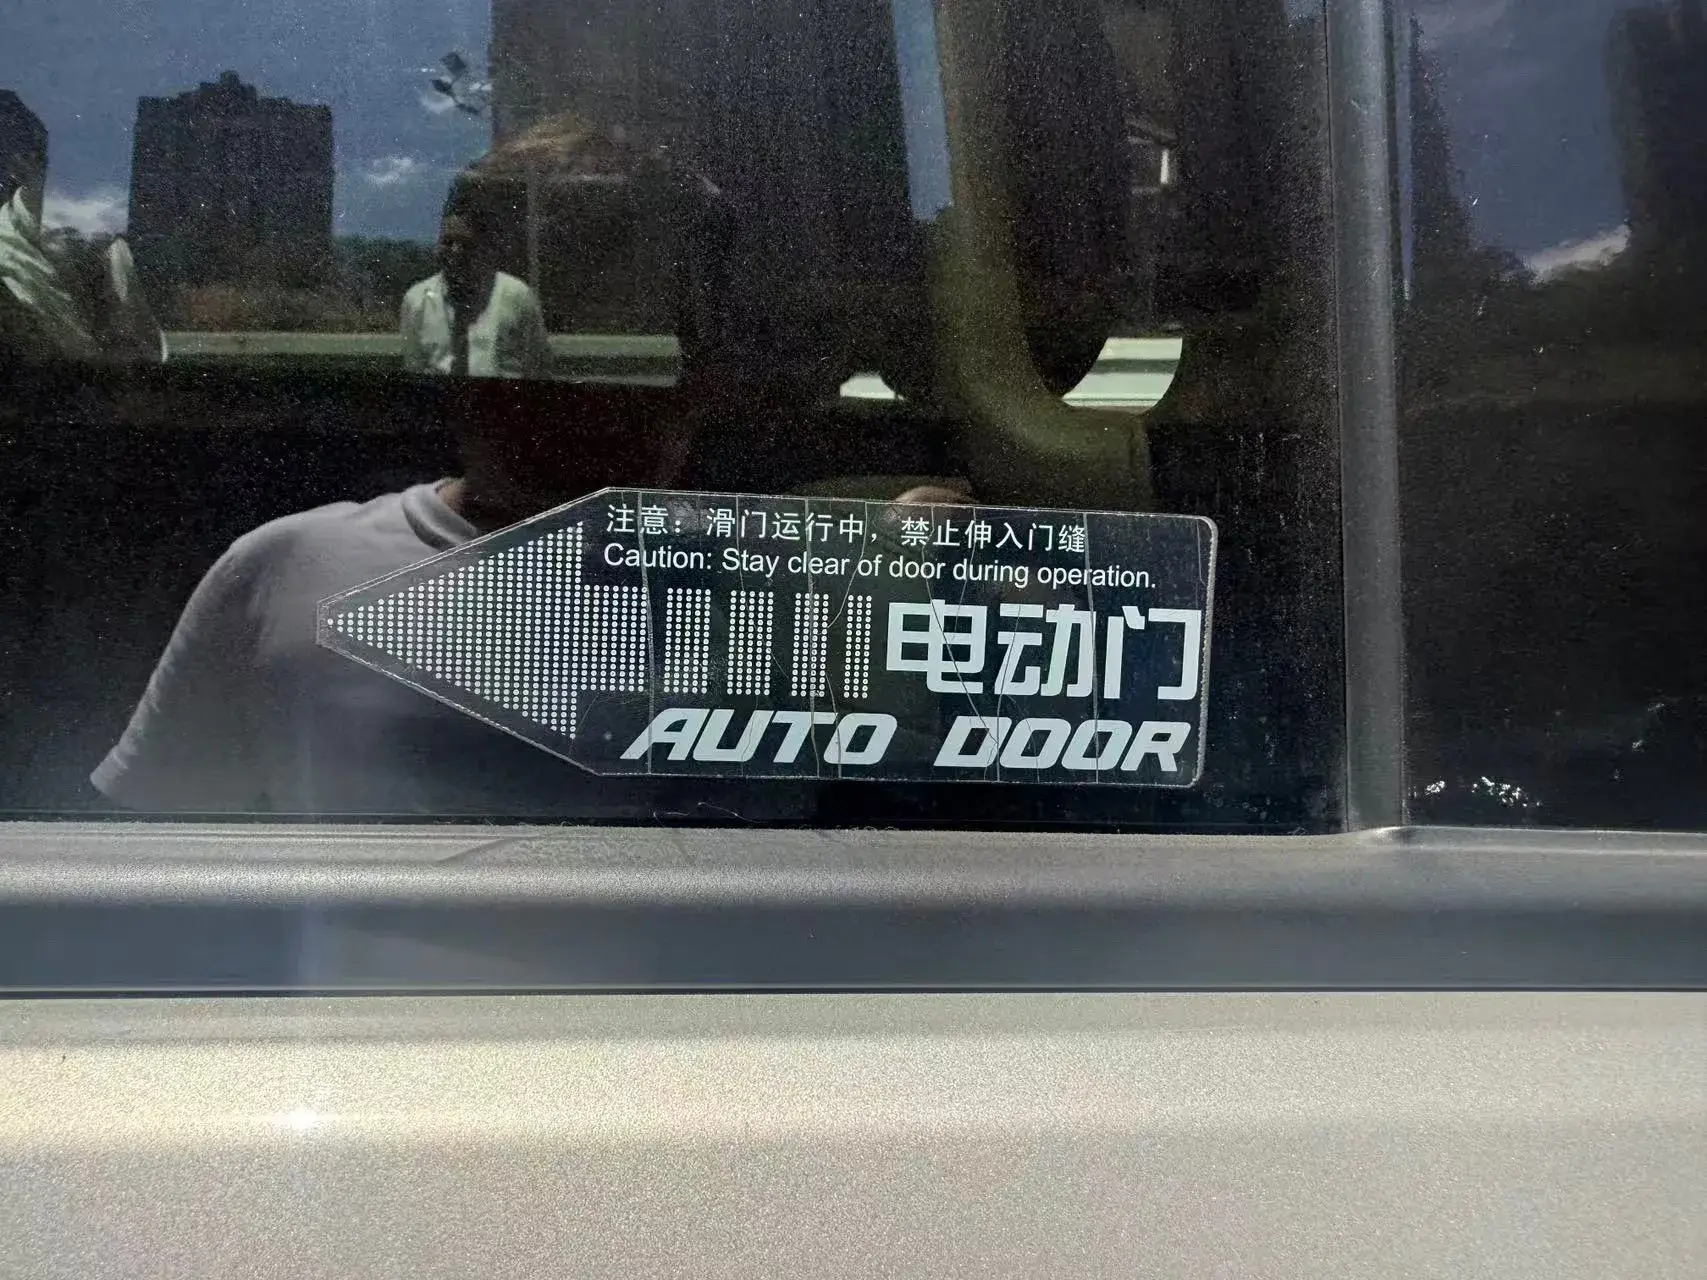 注意：滑门运行中，禁止伸入门缝
Caution: Stay clear of door during operation.
电动门
AUTO DOOR